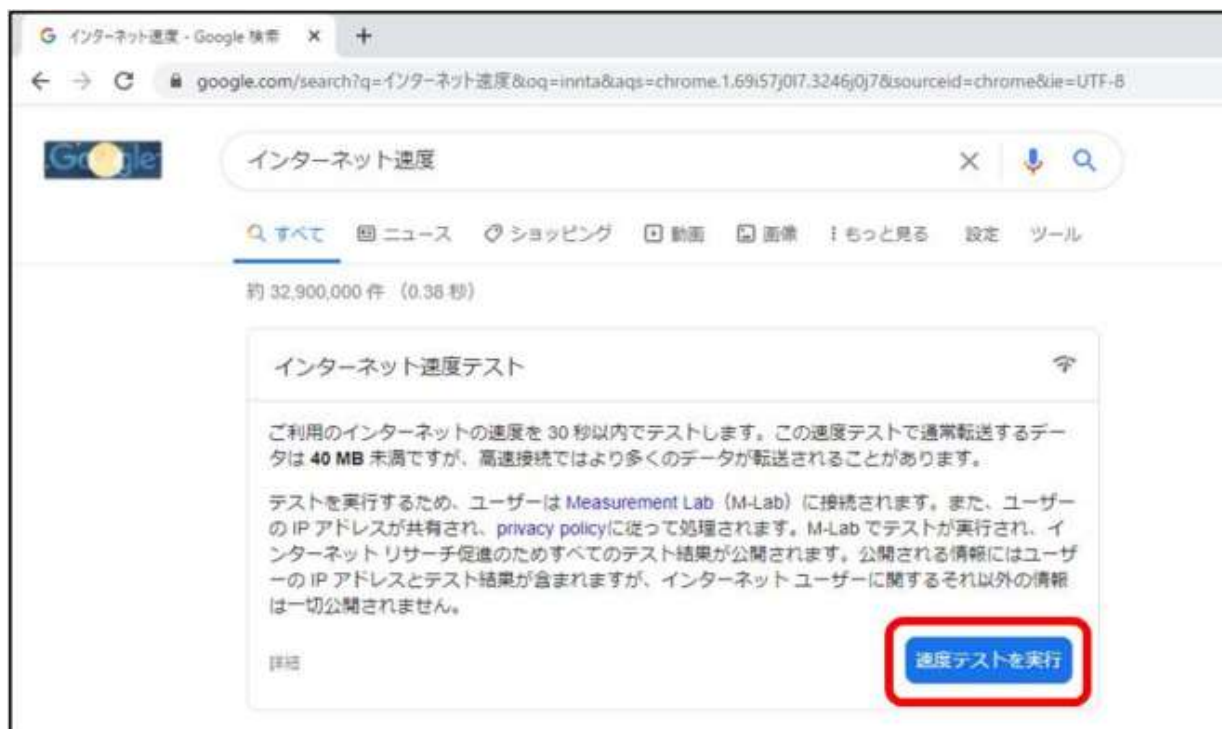 インターネット速度 - Google 検索
google.com/search?q=インターネット速度&oq=innta&aqs=chrome.1.69i57j0l7.3246j0j7&sourceid=chrome&ie=UTF-8
Google
インターネット速度
すべて ニュース ショッピング 動画 画像 もっと見る 設定 ツール
約 32,900,000 件 （0.38 秒）
インターネット速度テスト
ご利用のインターネットの速度を 30 秒以内でテストします。この速度テストで通常転送するデー
タは 40 MB 未満ですが、高速接続ではより多くのデータが転送されることがあります。
テストを実行するため、ユーザーは Measurement Lab（M-Lab）に接続されます。また、ユーザー
の IP アドレスが共有され、privacy policyに従って処理されます。M-Lab でテストが実行され、イ
ンターネット リサーチ促進のためすべてのテスト結果が公開されます。公開される情報にはユーザ
ーの IP アドレスとテスト結果が含まれますが、インターネット ユーザーに関するそれ以外の情報
は一切公開されません。
詳細
速度テストを実行